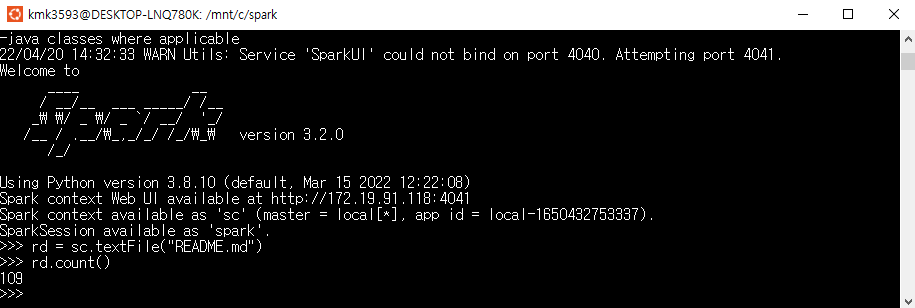 kmk3593@DESKTOP-LNQ780K: /mnt/c/spark
-java classes where applicable
22/04/20 14:32:33 WARN Utils: Service 'SparkUI' could not bind on port 4040. Attempting port 4041.
Welcome to
      ____              __
     / __/__  ___ _____/ /__
    _₩ ₩/ _ ₩/ _ `/ __/  '_/
   /__ / .__/₩_,_/_/ /_/₩_₩   version 3.2.0
      /_/
Using Python version 3.8.10 (default, Mar 15 2022 12:22:08)
Spark context Web UI available at http://172.19.91.118:4041
Spark context available as 'sc' (master = local[*], app id = local-1650432753337).
SparkSession available as 'spark'.
>>> rd = sc.textFile("README.md")
>>> rd.count()
109
>>>